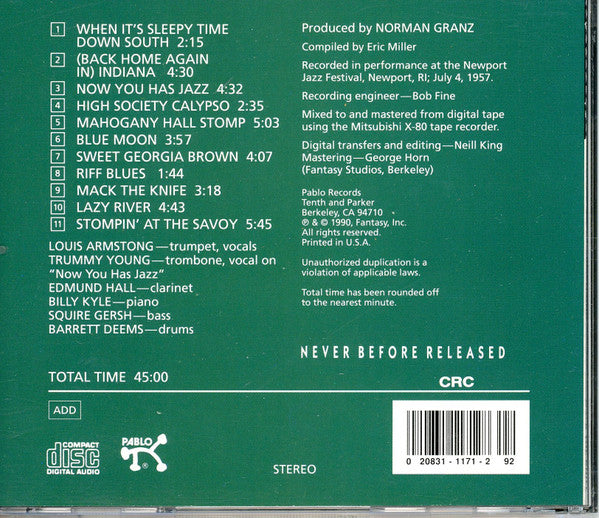 1 WHEN IT'S SLEEPY TIME
DOWN SOUTH 2:15
2 (BACK HOME AGAIN
IN) INDIANA 4:30
3 NOW YOU HAS JAZZ 4:32
4 HIGH SOCIETY CALYPSO 2:35
5 MAHOGANY HALL STOMP 5:03
6 BLUE MOON 3:57
7 SWEET GEORGIA BROWN 4:07
8 RIFF BLUES 1:44
9 MACK THE KNIFE 3:18
10 LAZY RIVER 4:43
11 STOMPIN' AT THE SAVOY 5:45
LOUIS ARMSTONG—trumpet, vocals
TRUMMY YOUNG—trombone, vocal on
"Now You Has Jazz"
EDMUND HALL—clarinet
BILLY KYLE—piano
SQUIRE GERSH—bass
BARRETT DEEMS—drums
TOTAL TIME 45:00
ADD
COMPACT
disc
DIGITAL AUDIO
PABLO
Produced by NORMAN GRANZ
Compiled by Eric Miller
Recorded in performance at the Newport
Jazz Festival, Newport, RI; July 4, 1957.
Recording engineer—Bob Fine
Mixed to and mastered from digital tape
using the Mitsubishi X-80 tape recorder.
Digital transfers and editing—Neill King
Mastering—George Horn
(Fantasy Studios, Berkeley)
Pablo Records
Tenth and Parker
Berkeley, CA 94710
℗ & © 1990, Fantasy, Inc.
All rights reserved.
Printed in U.S.A.
Unauthorized duplication is a
violation of applicable laws.
Total time has been rounded off
to the nearest minute.
NEVER BEFORE RELEASED
CRC
STEREO
0 20831-1171-2 92